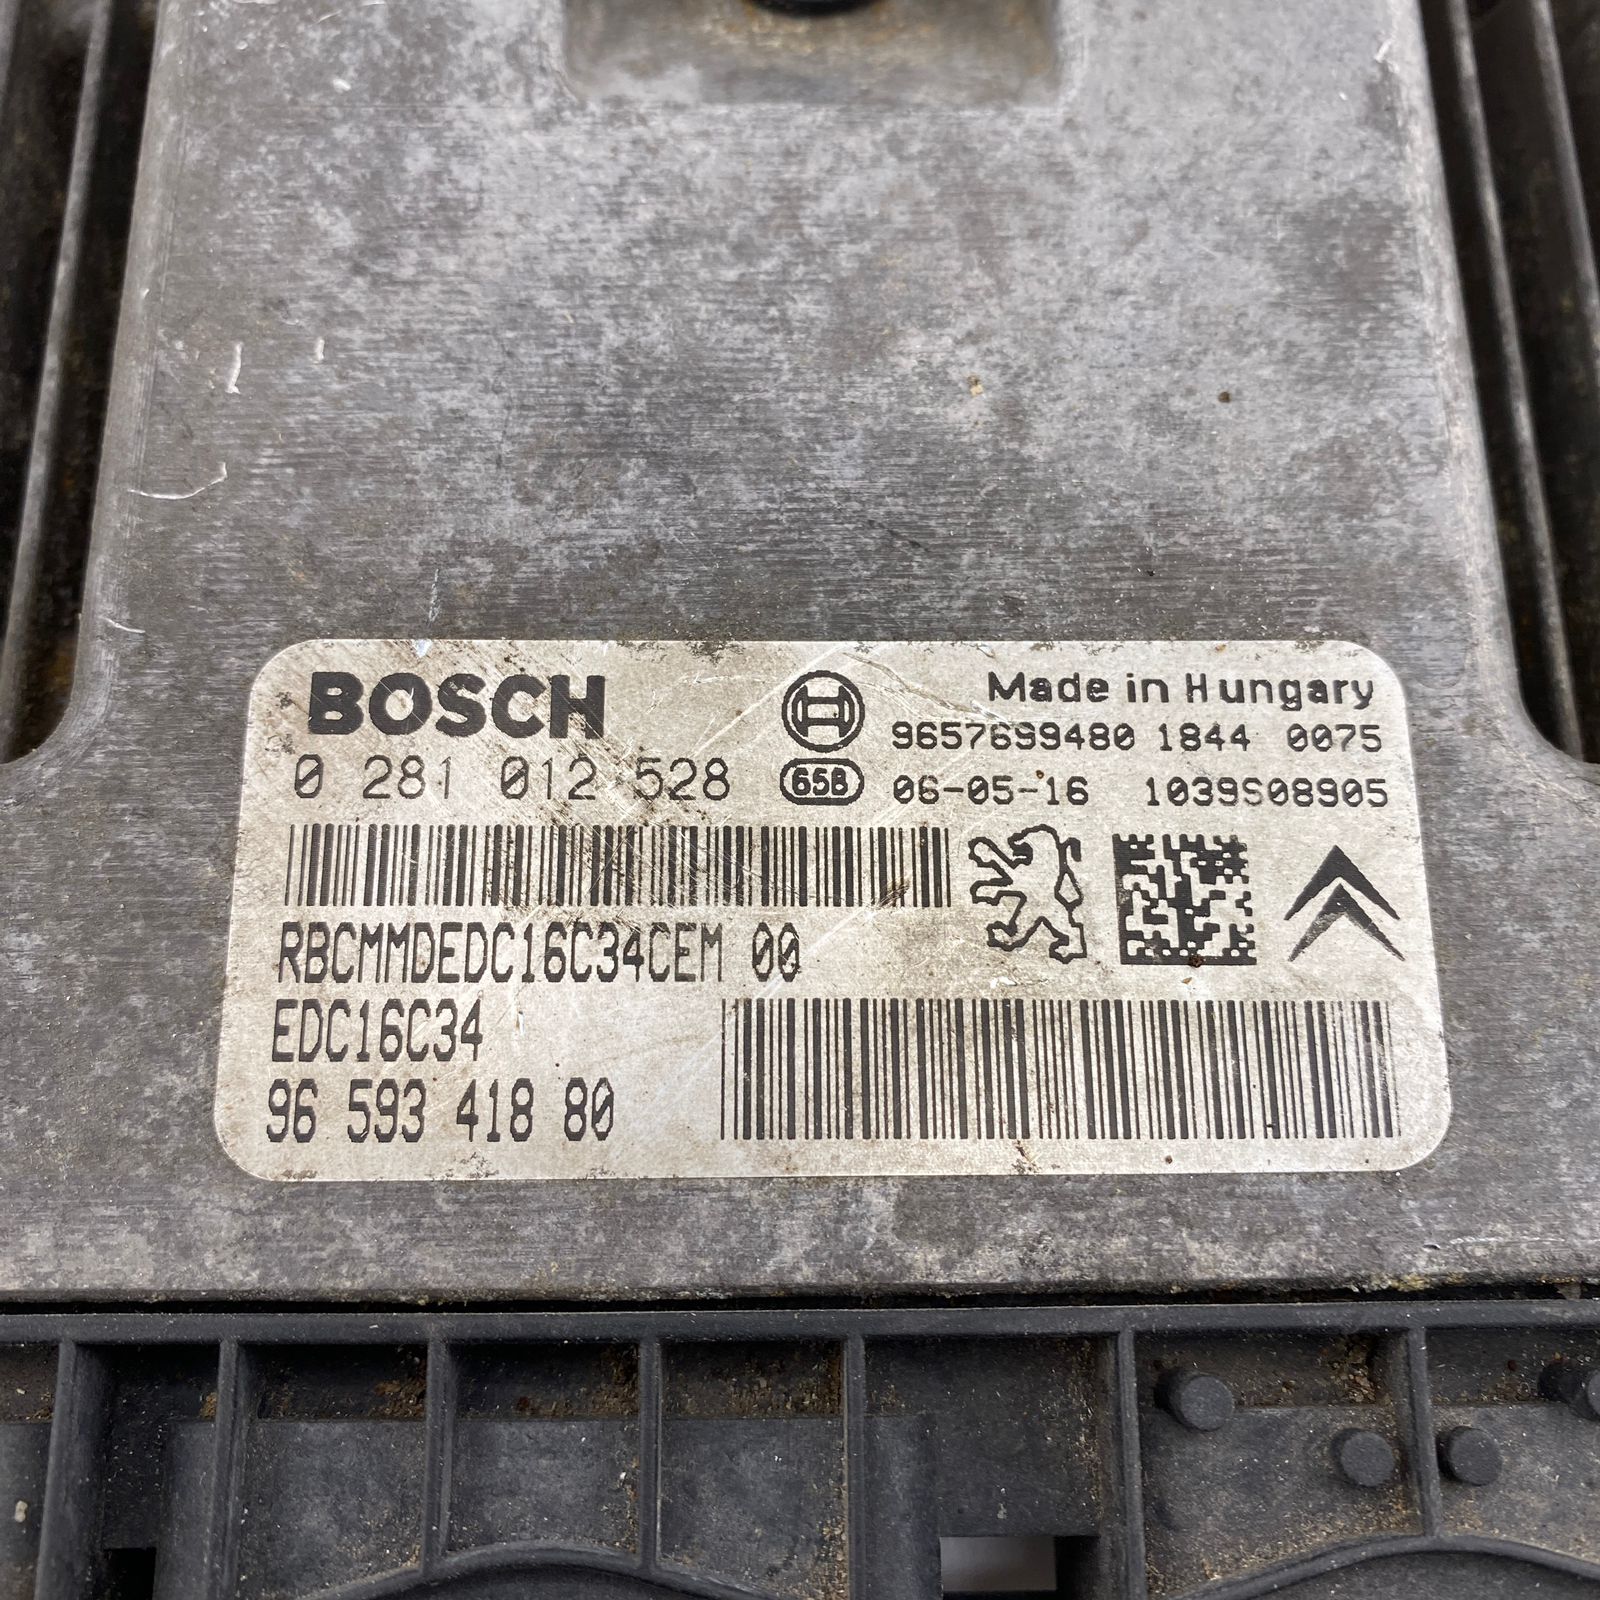 BOSCH
Made in Hungary
9657699480 1844 0075
0 281 012 528
65B
06-05-16 1039S08905
RBCMMDEDC16C34CEM 00
EDC16C34
96 593 418 80